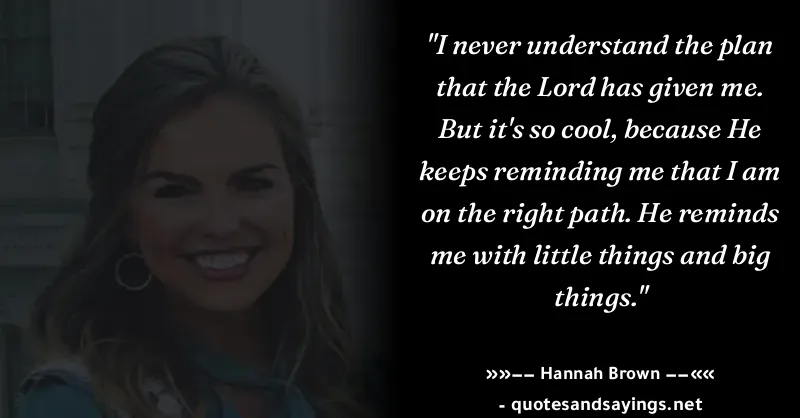 "I never understand the plan
that the Lord has given me.
But it's so cool, because He
keeps reminding me that I am
on the right path. He reminds
me with little things and big
things."
»»–– Hannah Brown ––««
- quotesandsayings.net